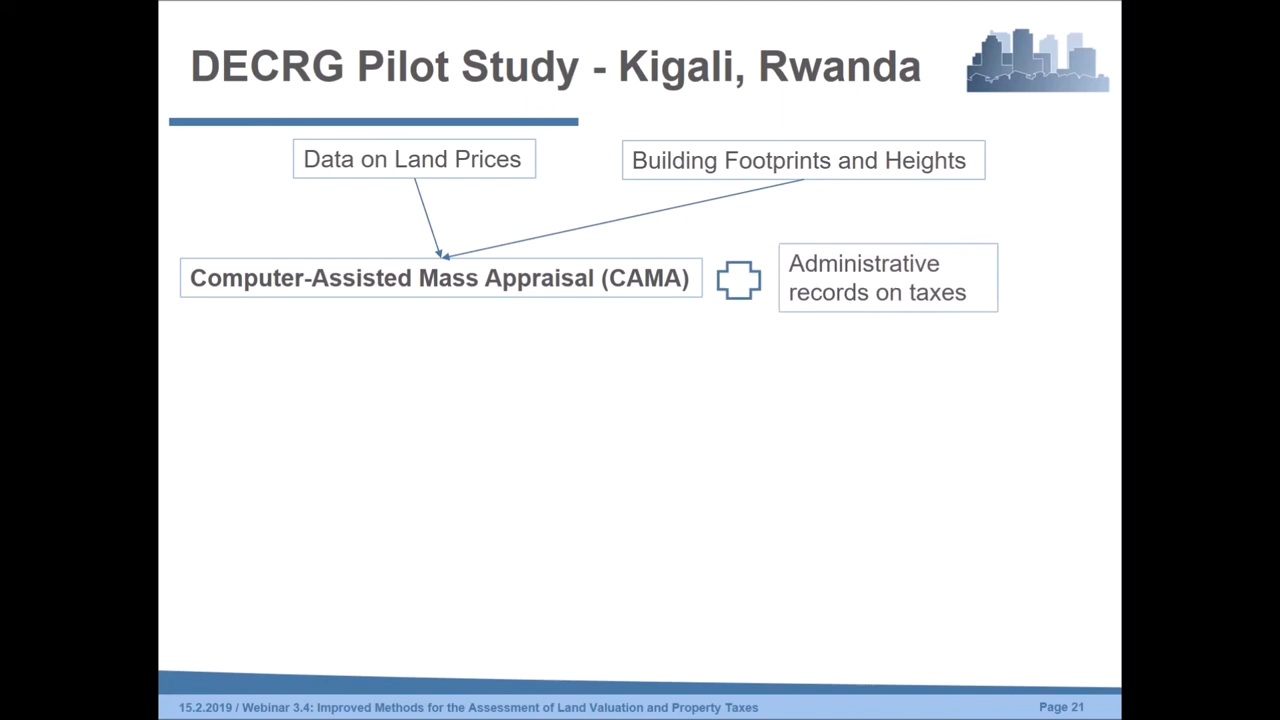 DECRG Pilot Study - Kigali, Rwanda
Data on Land Prices
Building Footprints and Heights
Computer-Assisted Mass Appraisal (CAMA)
Administrative
records on taxes
15.2.2019 / Webinar 3.4: Improved Methods for the Assessment of Land Valuation and Property Taxes
Page 21